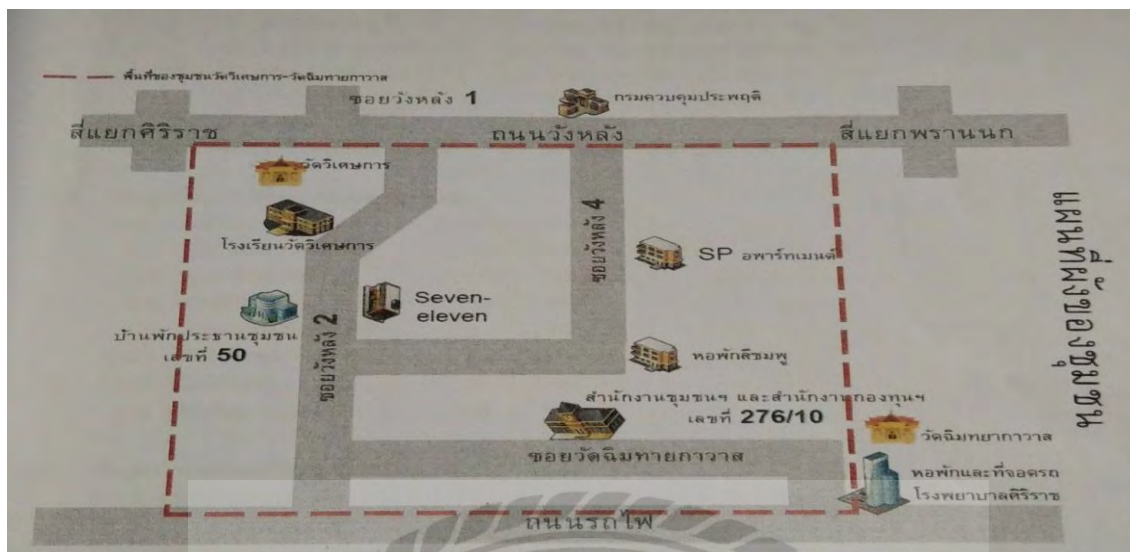 พื้นที่ของชุมชนวัดวิเศษการ-วัดฉิมทายกาวาส
ซอยวังหลัง 1
กรมควบคุมประพฤติ
สี่แยกศิริราช
ถนนวังหลัง
สี่แยกพรานนก
วัดวิเศษการ
โรงเรียนวัดวิเศษการ
ซอยวังหลัง 4
SP อพาร์ทเมนต์
Seven-
eleven
บ้านพักประธานชุมชน
เลขที่ 50
ซอยวังหลัง 2
หอพักสีชมพู
สำนักงานชุมชนฯ และสำนักงานกองทุนฯ
เลขที่ 276/10
วัดฉิมทยากาวาส
ซอยวัดฉิมทายกาวาส
หอพักและที่จอดรถ
โรงพยาบาลศิริราช
ถนนรถไฟ
แผนที่ผังของชุมชน